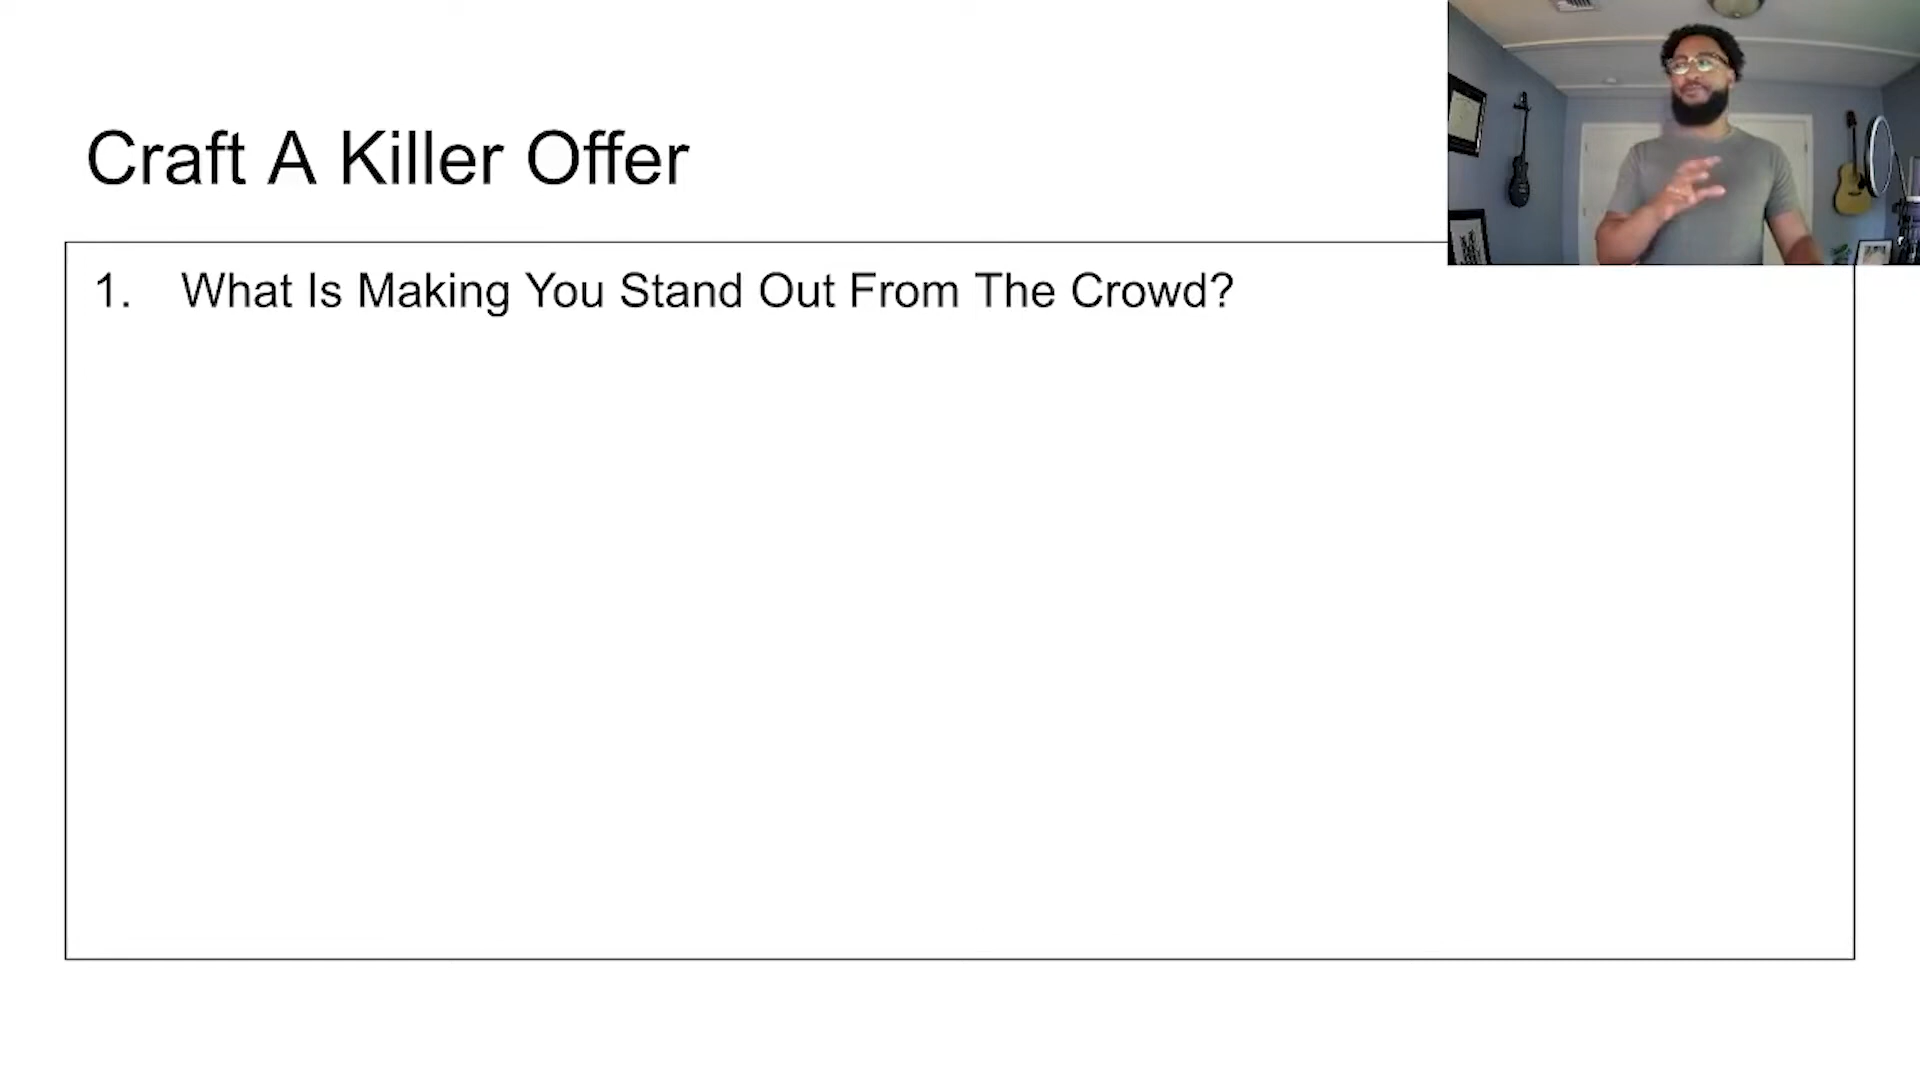 Craft A Killer Offer
1. What Is Making You Stand Out From The Crowd?